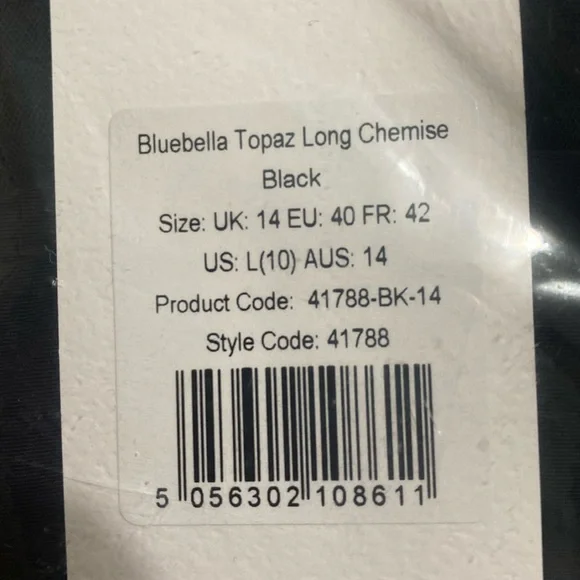 Bluebella Topaz Long Chemise
Black
Size: UK: 14 EU: 40 FR: 42
US: L(10) AUS: 14
Product Code: 41788-BK-14
Style Code: 41788
5 056302 108611